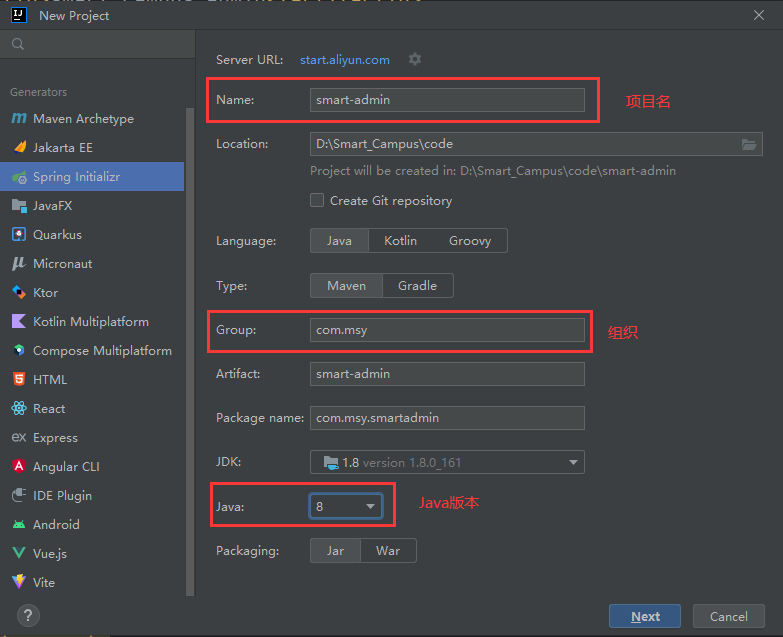 New Project
Server URL: start.aliyun.com
Generators
Maven Archetype
Jakarta EE
Spring Initializr
JavaFX
Quarkus
Micronaut
Ktor
Kotlin Multiplatform
Compose Multiplatform
HTML
React
Express
Angular CLI
IDE Plugin
Android
Vue.js
Vite
Name: smart-admin 项目名
Location: D:\Smart_Campus\code
Project will be created in: D:\Smart_Campus\code\smart-admin
Create Git repository
Language: Java Kotlin Groovy
Type: Maven Gradle
Group: com.msy 组织
Artifact: smart-admin
Package name: com.msy.smartadmin
JDK: 1.8 version 1.8.0_161
Java: 8 Java版本
Packaging: Jar War
? Next Cancel